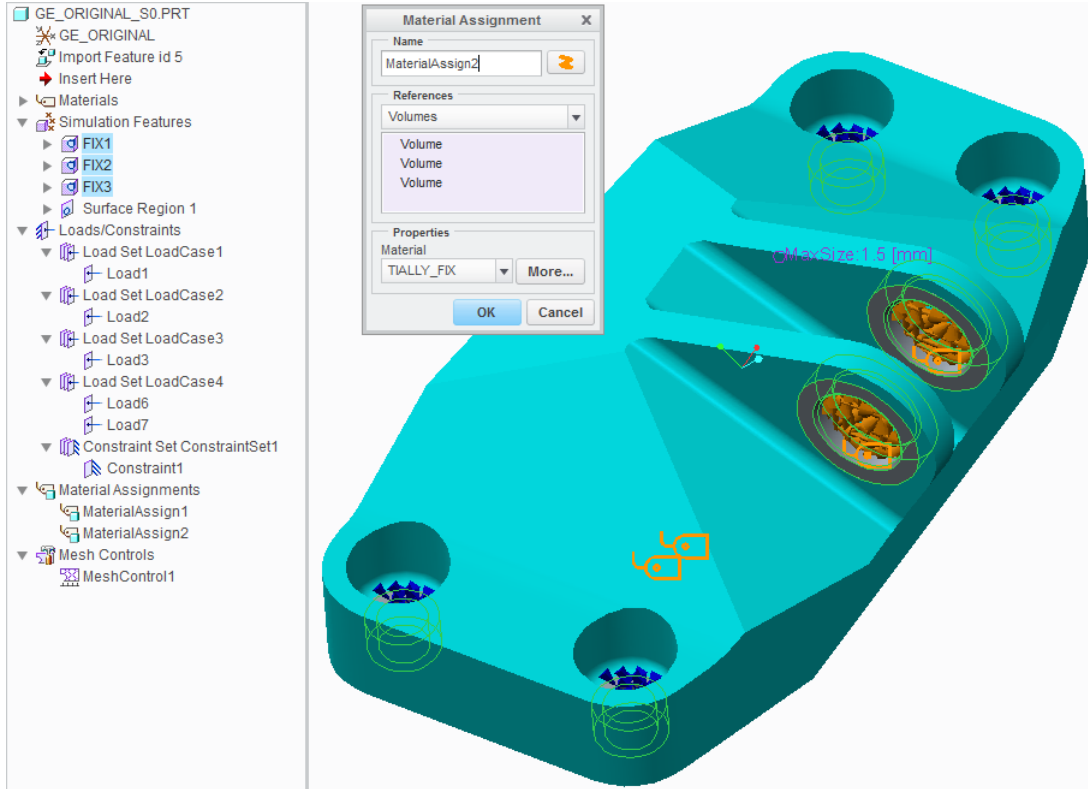 GE_ORIGINAL_S0.PRT
GE_ORIGINAL
Import Feature id 5
Insert Here
Materials
Simulation Features
FIX1
FIX2
FIX3
Surface Region 1
Loads/Constraints
Load Set LoadCase1
Load1
Load Set LoadCase2
Load2
Load Set LoadCase3
Load3
Load Set LoadCase4
Load6
Load7
Constraint Set ConstraintSet1
Constraint1
Material Assignments
MaterialAssign1
MaterialAssign2
Mesh Controls
MeshControl1
Material Assignment
Name
MaterialAssign2
References
Volumes
Volume
Volume
Volume
Properties
Material
TIALLY_FIX
More...
OK
Cancel
MaxSize:1.5 [mm]